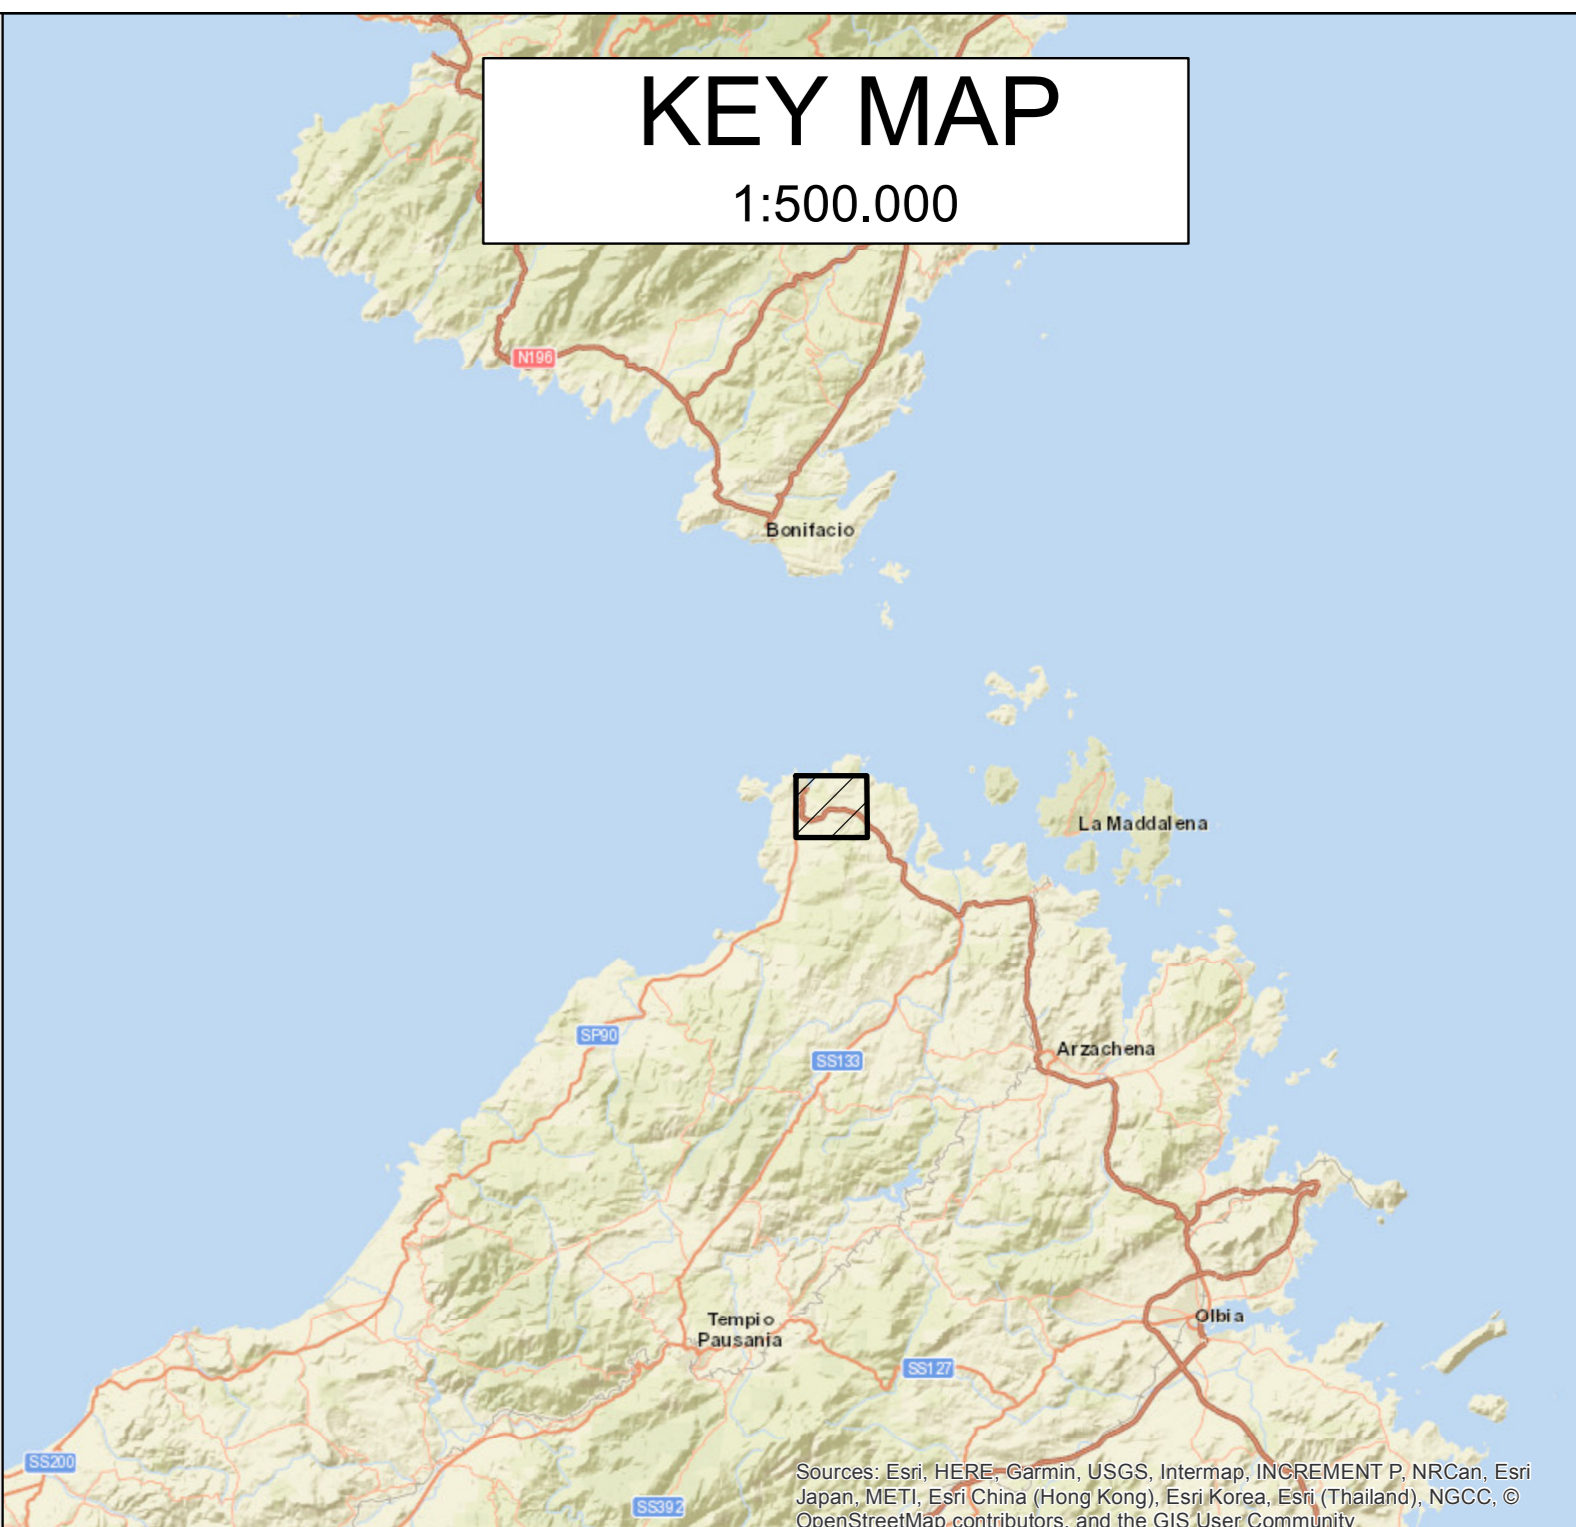 KEY MAP
1:500.000
N196
Bonifacio
La Maddalena
SP90
SS133
Arzachena
Tempio
Pausania
Olbia
SS127
SS200
SS392
Sources: Esri, HERE, Garmin, USGS, Intermap, INCREMENT P, NRCan, Esri
Japan, METI, Esri China (Hong Kong), Esri Korea, Esri (Thailand), NGCC, ©
OpenStreetMap contributors, and the GIS User Community